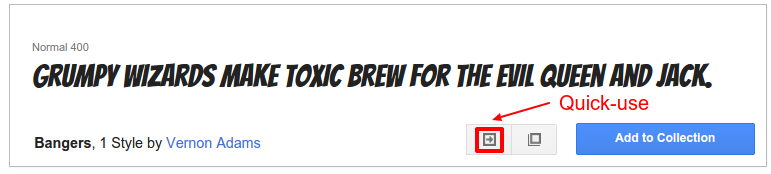 Normal 400
GRUMPY WIZARDS MAKE TOXIC BREW FOR THE EVIL QUEEN AND JACK.
Quick-use
Bangers, 1 Style by Vernon Adams
Add to Collection